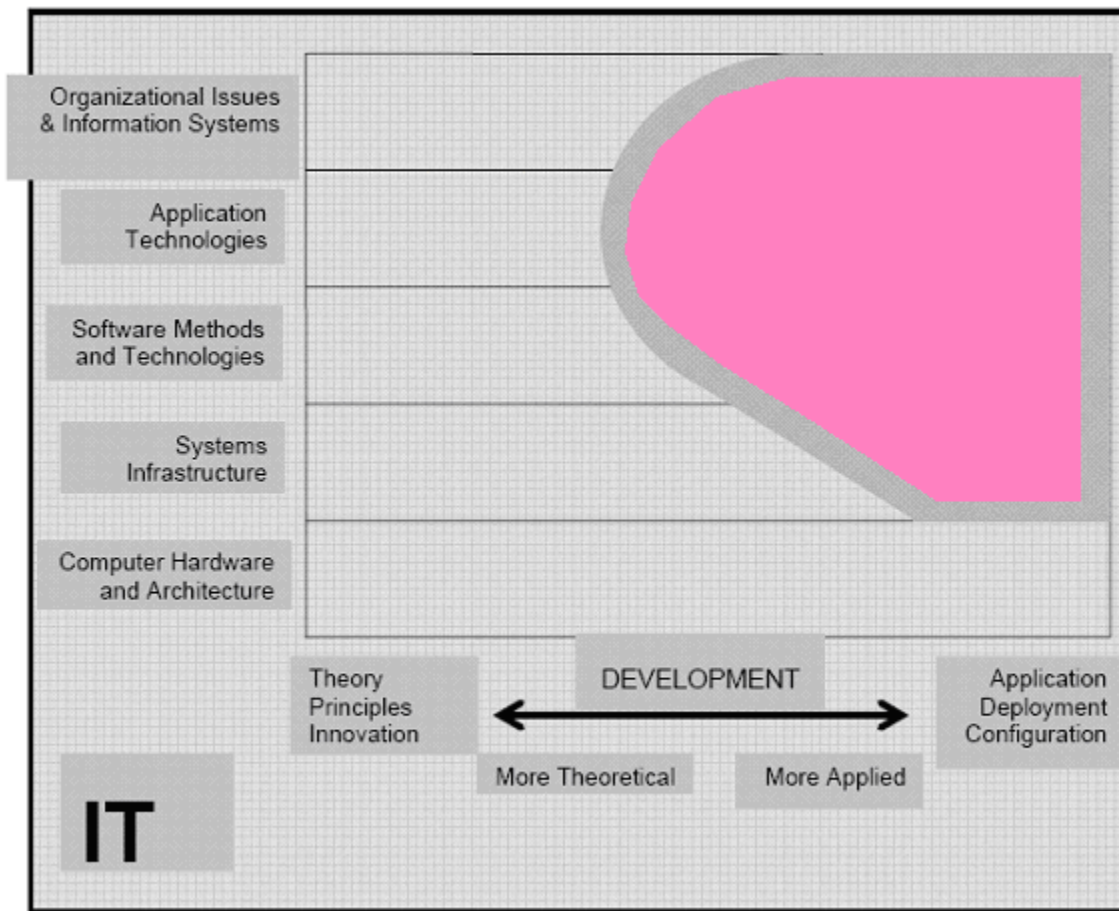 Organizational Issues
& Information Systems
Application
Technologies
Software Methods
and Technologies
Systems
Infrastructure
Computer Hardware
and Architecture
Theory
Principles
Innovation
DEVELOPMENT
Application
Deployment
Configuration
More Theoretical
More Applied
IT